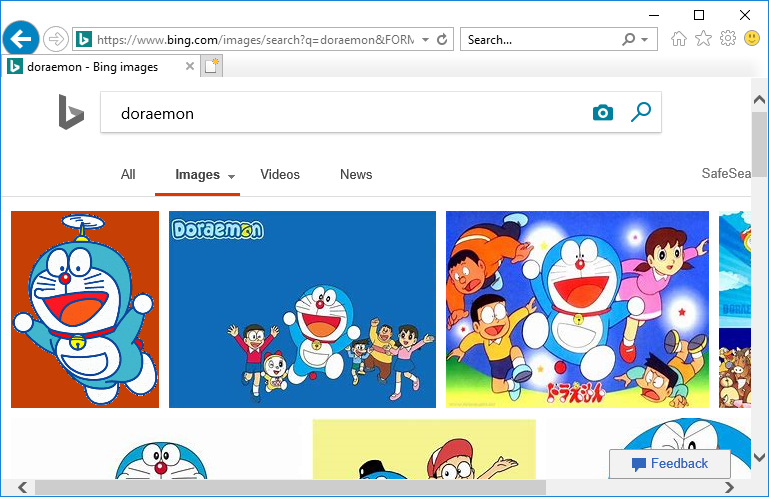 https://www.bing.com/images/search?q=doraemon&FORM
Search...
doraemon - Bing images
doraemon
All
Images
Videos
News
SafeSea
Doraemon
ドラえもん
Feedback